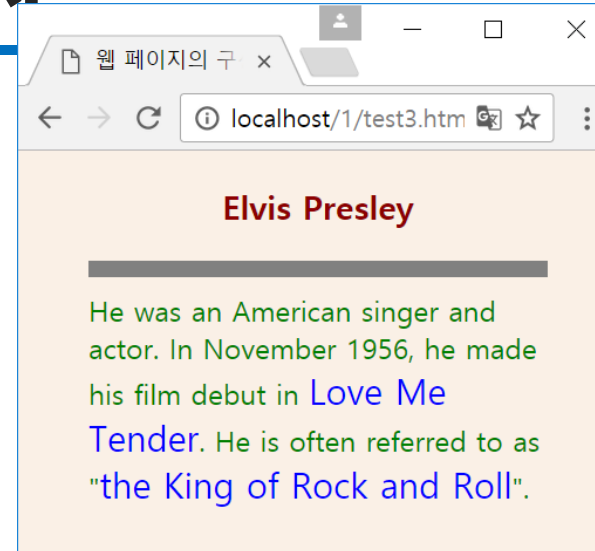 웹 페이지의 구
localhost/1/test3.htm
Elvis Presley
He was an American singer and
actor. In November 1956, he made
his film debut in Love Me
Tender. He is often referred to as
"the King of Rock and Roll".